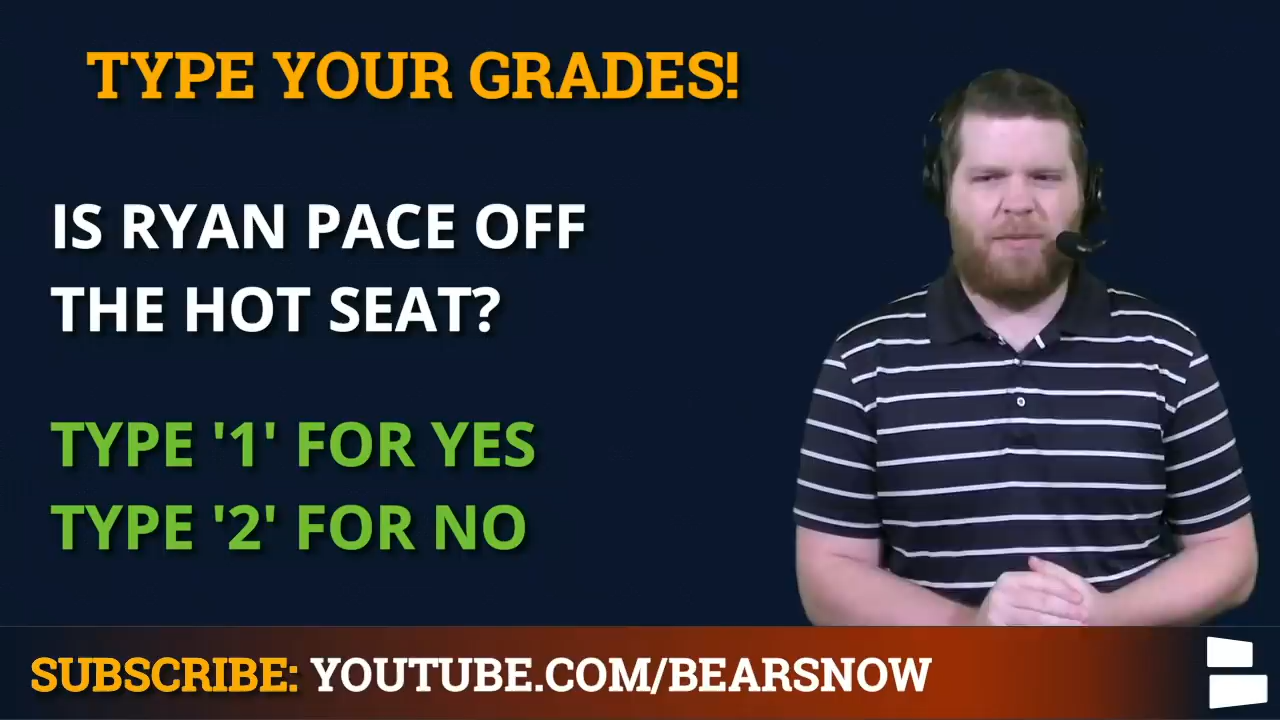 TYPE YOUR GRADES!
IS RYAN PACE OFF
THE HOT SEAT?
TYPE '1' FOR YES
TYPE '2' FOR NO
SUBSCRIBE: YOUTUBE.COM/BEARSNOW